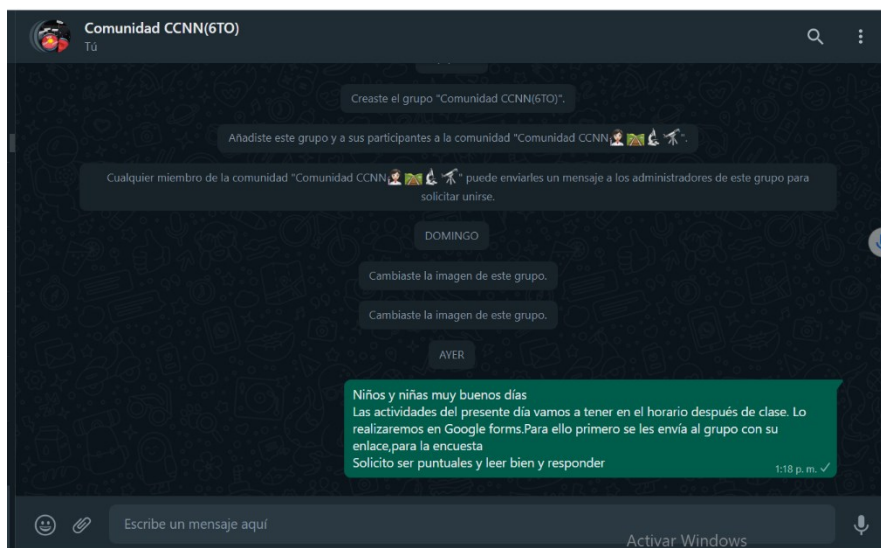 Comunidad CCNN(6TO)
Tú
Creaste el grupo "Comunidad CCNN(6TO)".
Añadiste este grupo y a sus participantes a la comunidad "Comunidad CCNN👩🏻‍🏫🏞️🔬🔭".
Cualquier miembro de la comunidad "Comunidad CCNN👩🏻‍🏫🏞️🔬🔭" puede enviarles un mensaje a los administradores de este grupo para
solicitar unirse.
DOMINGO
Cambiaste la imagen de este grupo.
Cambiaste la imagen de este grupo.
AYER
Niños y niñas muy buenos días
Las actividades del presente día vamos a tener en el horario después de clase. Lo
realizaremos en Google forms.Para ello primero se les envía al grupo con su
enlace,para la encuesta
Solicito ser puntuales y leer bien y responder
1:18 p. m.
Escribe un mensaje aquí
Activar Windows